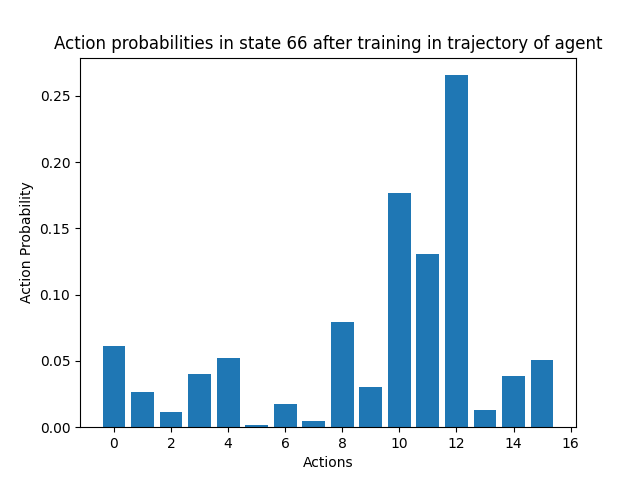 Action probabilities in state 66 after training in trajectory of agent
0.25
0.20
0.15
0.10
0.05
0.00
Action Probability
0 2 4 6 8 10 12 14 16
Actions